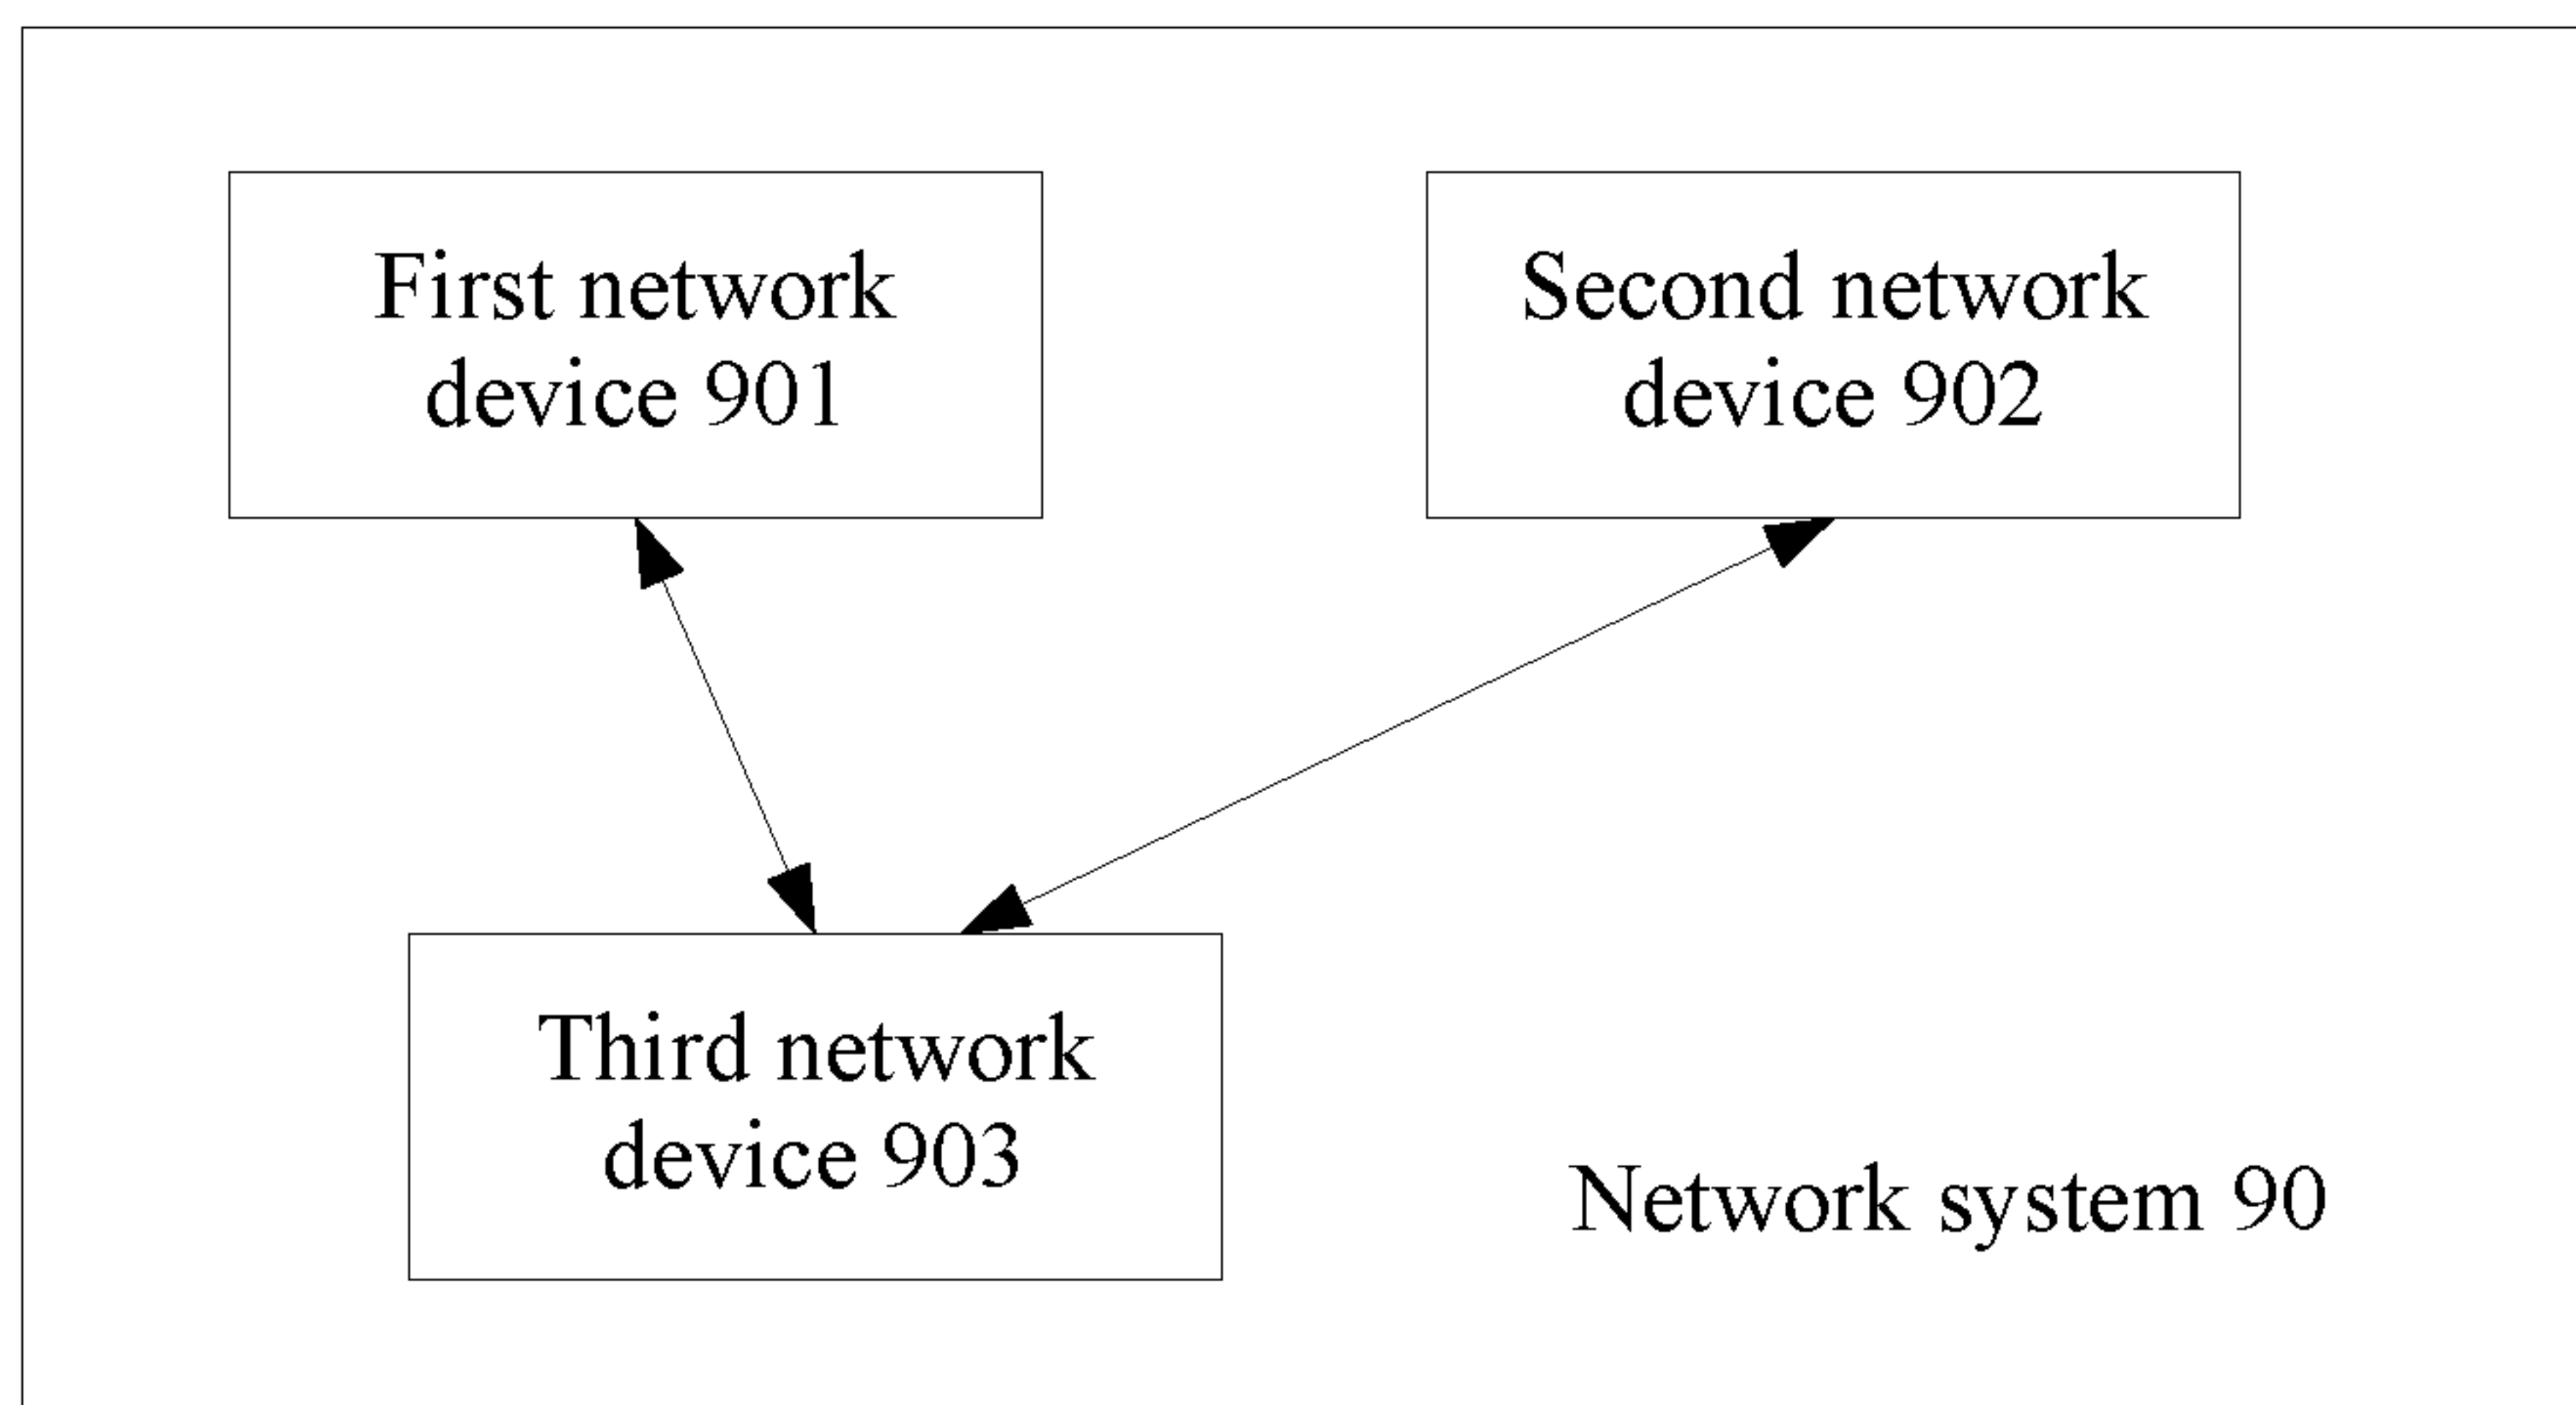 First network
device 901
Second network
device 902
Third network
device 903
Network system 90